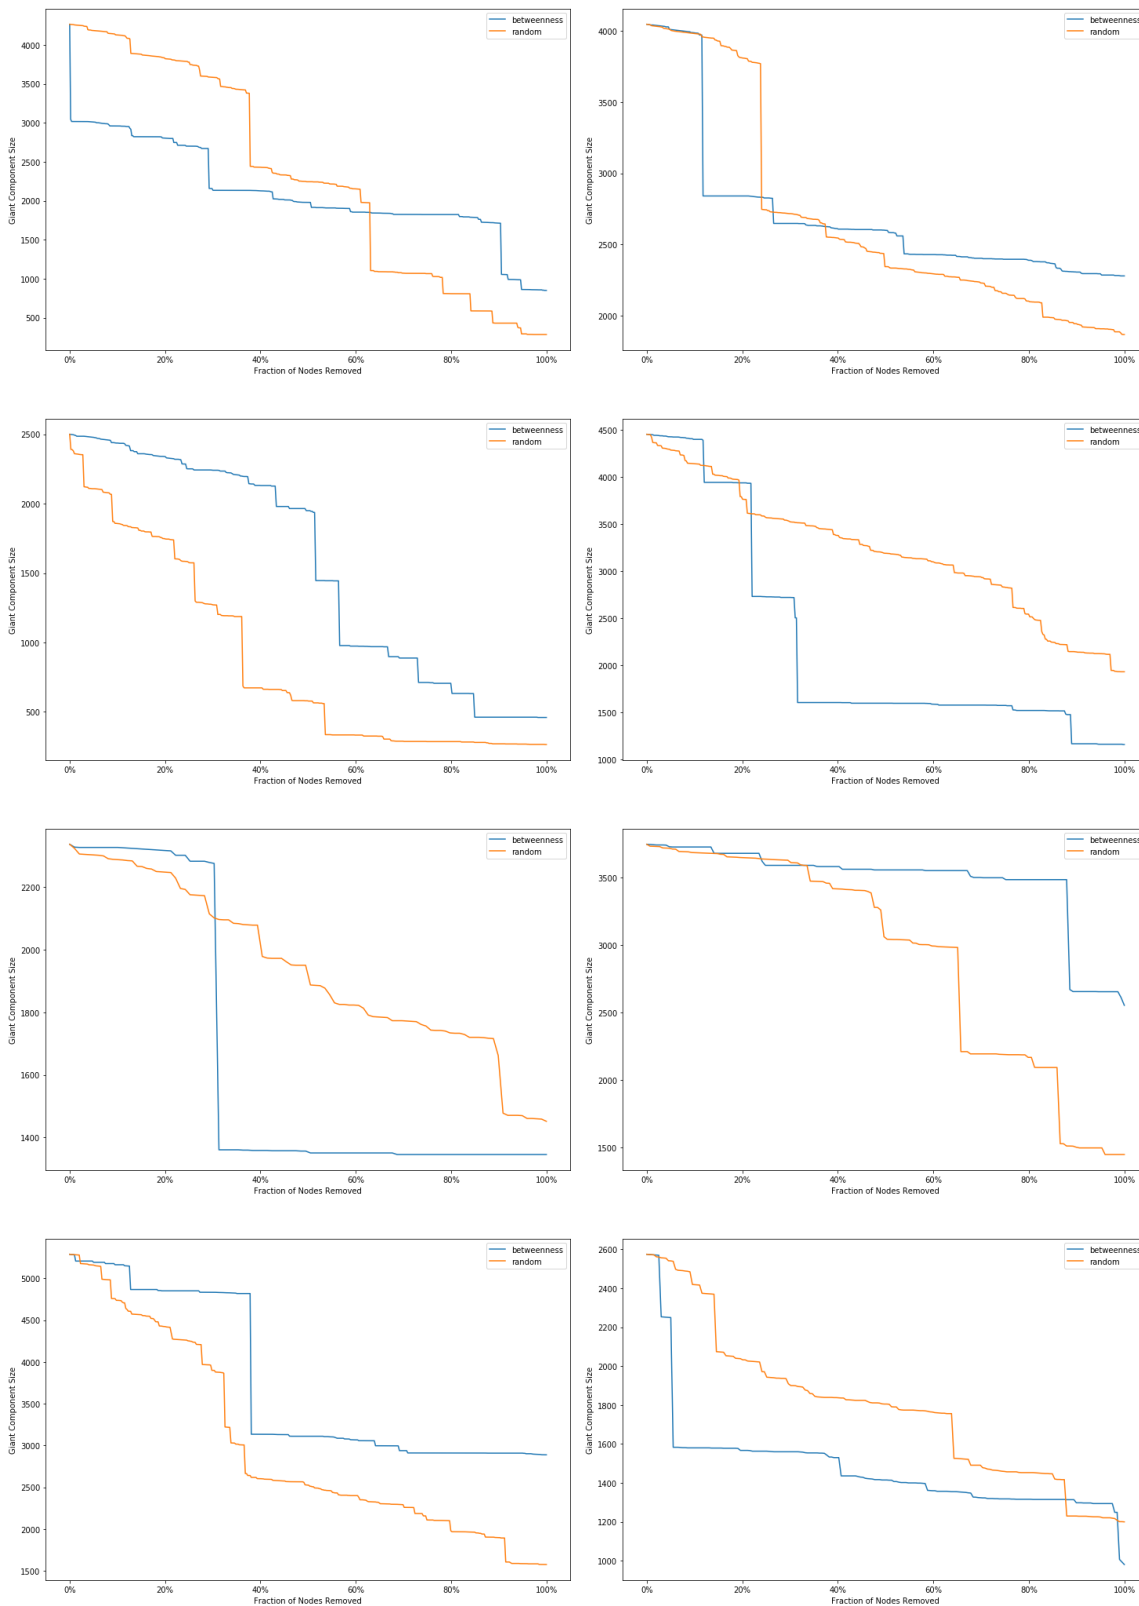 betweenness
random
Giant Component Size
4000
3500
3000
2500
2000
1500
1000
500
0% 20% 40% 60% 80% 100%
Fraction of Nodes Removed
betweenness
random
Giant Component Size
4000
3500
3000
2500
2000
0% 20% 40% 60% 80% 100%
Fraction of Nodes Removed
betweenness
random
Giant Component Size
2500
2000
1500
1000
500
0% 20% 40% 60% 80% 100%
Fraction of Nodes Removed
betweenness
random
Giant Component Size
4500
4000
3500
3000
2500
2000
1500
1000
0% 20% 40% 60% 80% 100%
Fraction of Nodes Removed
betweenness
random
Giant Component Size
2200
2000
1800
1600
1400
0% 20% 40% 60% 80% 100%
Fraction of Nodes Removed
betweenness
random
Giant Component Size
3500
3000
2500
2000
1500
0% 20% 40% 60% 80% 100%
Fraction of Nodes Removed
betweenness
random
Giant Component Size
5000
4500
4000
3500
3000
2500
2000
1500
0% 20% 40% 60% 80% 100%
Fraction of Nodes Removed
betweenness
random
Giant Component Size
2600
2400
2200
2000
1800
1600
1400
1200
1000
0% 20% 40% 60% 80% 100%
Fraction of Nodes Removed